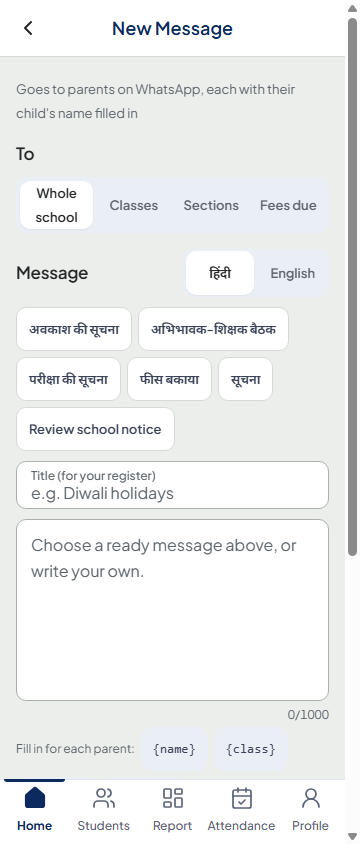 New Message
Goes to parents on WhatsApp, each with their
child's name filled in
To
Whole
school
Classes
Sections
Fees due
Message
हिंदी
English
अवकाश की सूचना
अभिभावक-शिक्षक बैठक
परीक्षा की सूचना
फीस बकाया
सूचना
Review school notice
Title (for your register)
e.g. Diwali holidays
Choose a ready message above, or
write your own.
0/1000
Fill in for each parent:
{name}
{class}
Home
Students
Report
Attendance
Profile